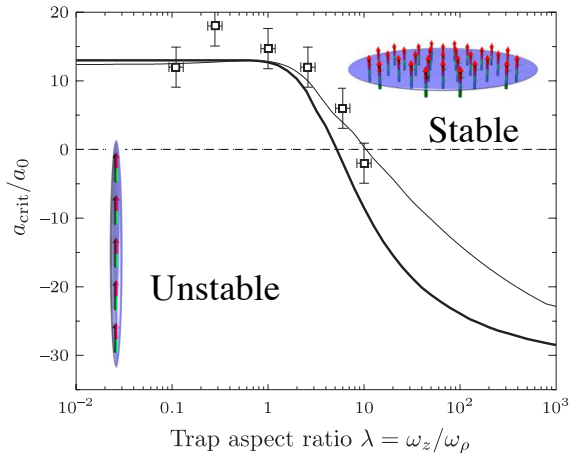 20
10
0
−10
−20
30
a_crit/a_0
Stable
Unstable
10^−2 0.1 1 10 10^2 10^3
Trap aspect ratio λ = ω_z/ω_ρ